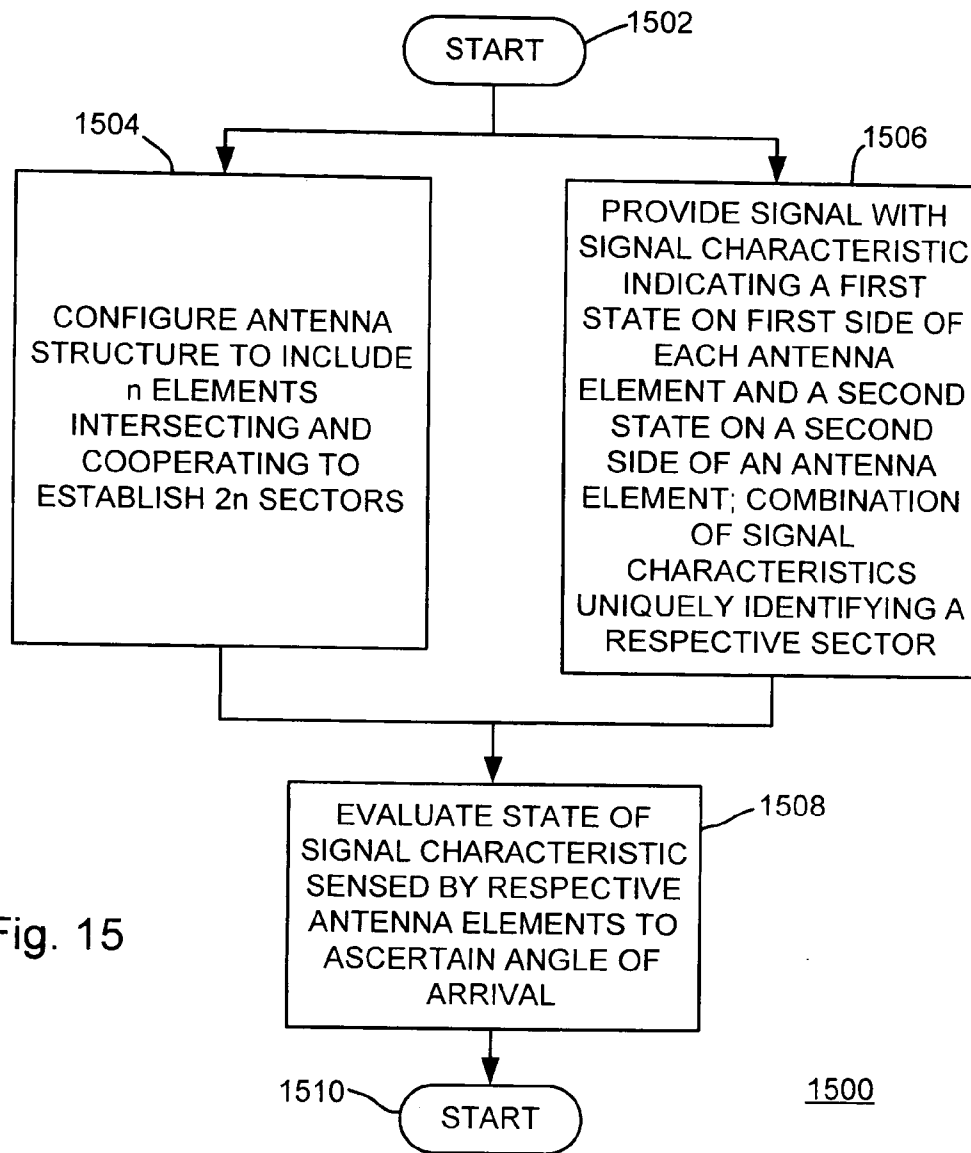 1502
START
1504
1506
CONFIGURE ANTENNA
STRUCTURE TO INCLUDE
n ELEMENTS
INTERSECTING AND
COOPERATING TO
ESTABLISH 2n SECTORS
PROVIDE SIGNAL WITH
SIGNAL CHARACTERISTIC
INDICATING A FIRST
STATE ON FIRST SIDE OF
EACH ANTENNA
ELEMENT AND A SECOND
STATE ON A SECOND
SIDE OF AN ANTENNA
ELEMENT; COMBINATION
OF SIGNAL
CHARACTERISTICS
UNIQUELY IDENTIFYING A
RESPECTIVE SECTOR
1508
EVALUATE STATE OF
SIGNAL CHARACTERISTIC
SENSED BY RESPECTIVE
ANTENNA ELEMENTS TO
ASCERTAIN ANGLE OF
ARRIVAL
Fig. 15
1510
START
1500